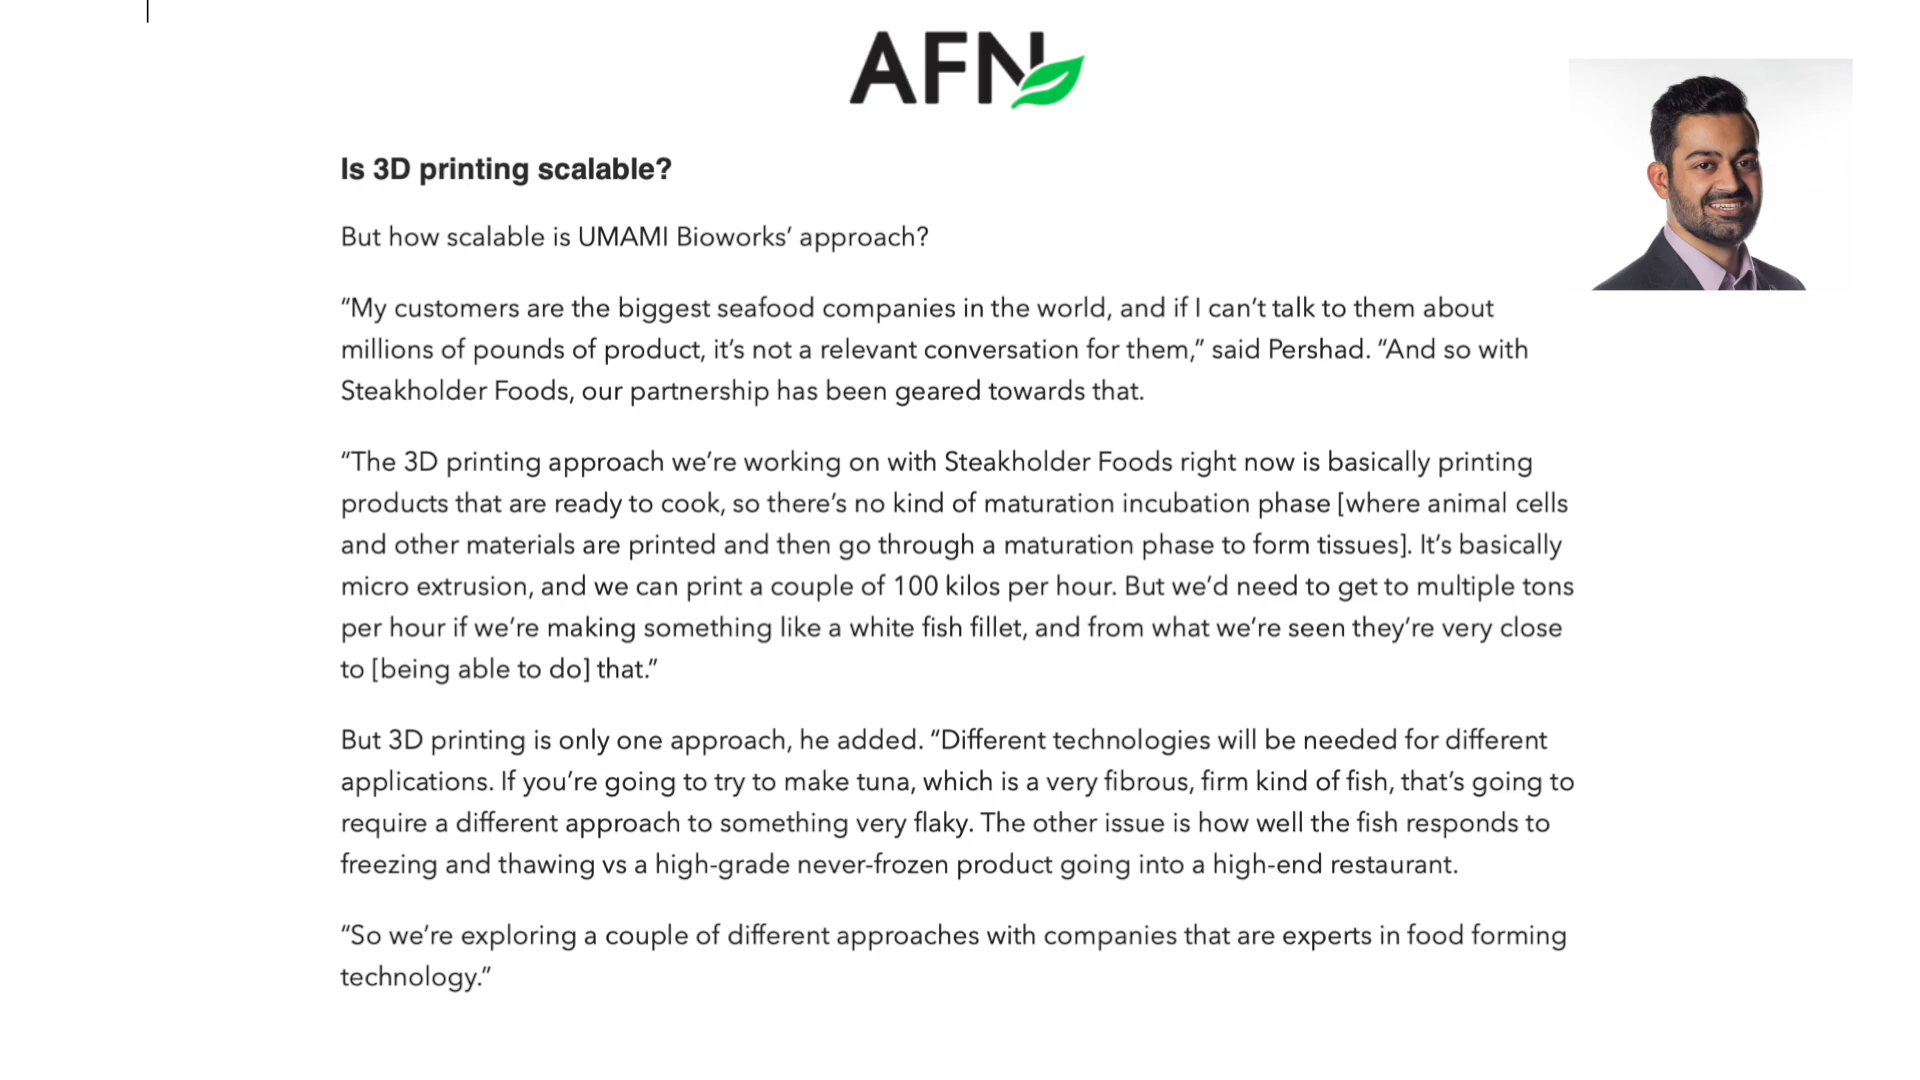 AFN
Is 3D printing scalable?
But how scalable is UMAMI Bioworks’ approach?
“My customers are the biggest seafood companies in the world, and if I can’t talk to them about
millions of pounds of product, it’s not a relevant conversation for them,” said Pershad. “And so with
Steakholder Foods, our partnership has been geared towards that.
“The 3D printing approach we’re working on with Steakholder Foods right now is basically printing
products that are ready to cook, so there’s no kind of maturation incubation phase [where animal cells
and other materials are printed and then go through a maturation phase to form tissues]. It’s basically
micro extrusion, and we can print a couple of 100 kilos per hour. But we’d need to get to multiple tons
per hour if we’re making something like a white fish fillet, and from what we’re seen they’re very close
to [being able to do] that.”
But 3D printing is only one approach, he added. “Different technologies will be needed for different
applications. If you’re going to try to make tuna, which is a very fibrous, firm kind of fish, that’s going to
require a different approach to something very flaky. The other issue is how well the fish responds to
freezing and thawing vs a high-grade never-frozen product going into a high-end restaurant.
“So we’re exploring a couple of different approaches with companies that are experts in food forming
technology.”